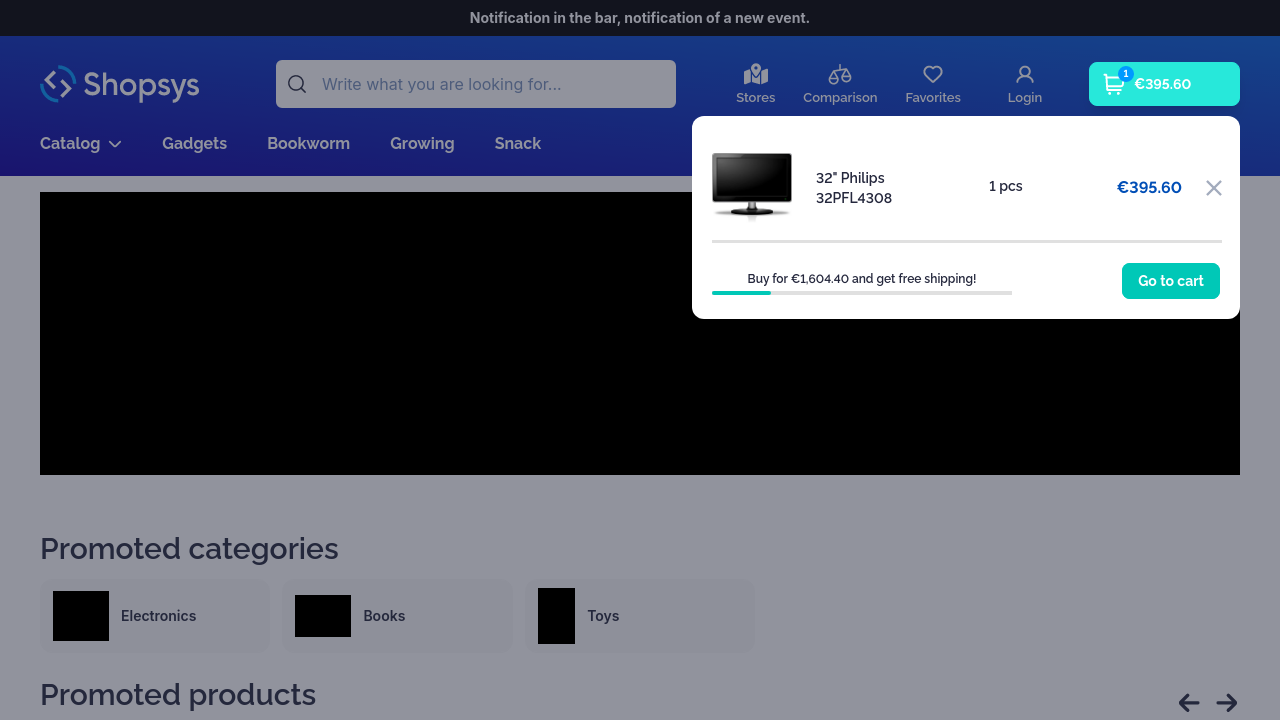 Notification in the bar, notification of a new event.
Shopsys
Write what you are looking for...
Stores
Comparison
Favorites
Login
1
€395.60
Catalog
Gadgets
Bookworm
Growing
Snack
32" Philips
32PFL4308
1 pcs
€395.60
Buy for €1,604.40 and get free shipping!
Go to cart
Promoted categories
Electronics
Books
Toys
Promoted products